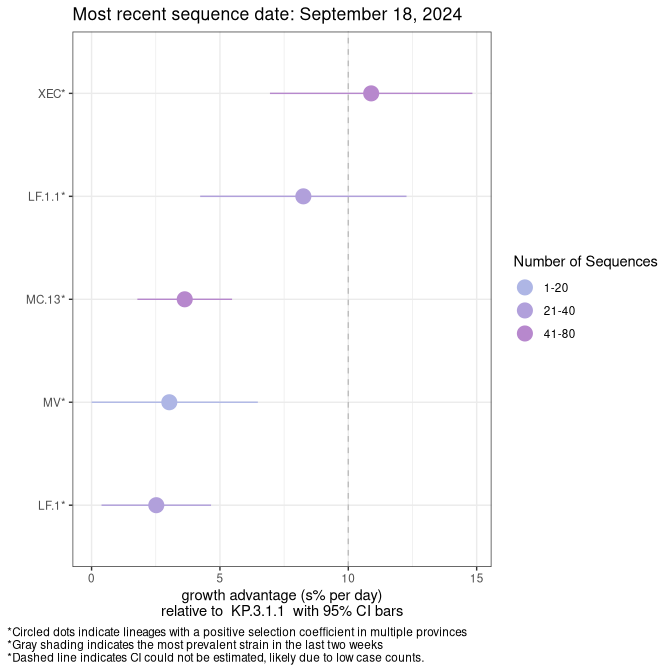 Most recent sequence date: September 18, 2024
XEC*
LF.1.1*
MC.13*
MV*
LF.1*
0
5
10
15
growth advantage (s% per day)
relative to  KP.3.1.1  with 95% CI bars
Number of Sequences
1-20
21-40
41-80
*Circled dots indicate lineages with a positive selection coefficient in multiple provinces
*Gray shading indicates the most prevalent strain in the last two weeks
*Dashed line indicates CI could not be estimated, likely due to low case counts.